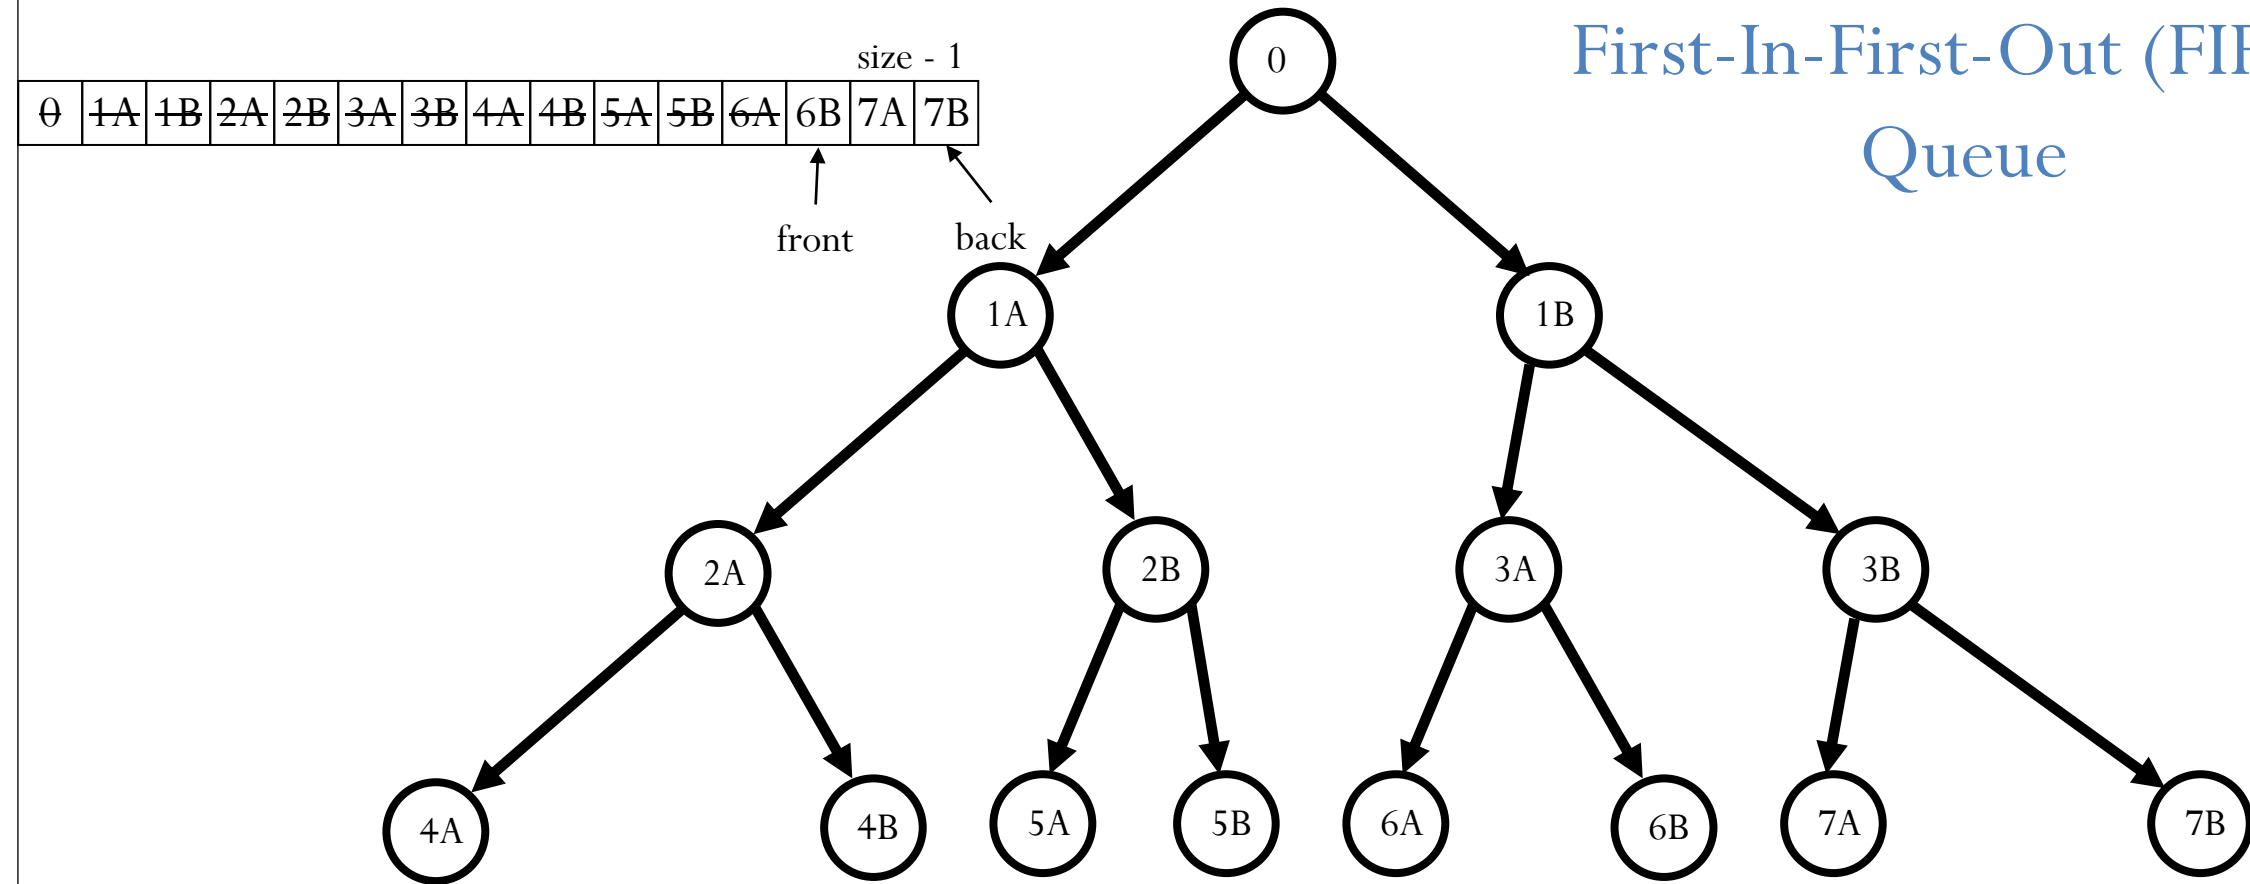 First-In-First-Out (FIF
Queue
size - 1
0 1A 1B 2A 2B 3A 3B 4A 4B 5A 5B 6A 6B 7A 7B
front back
0
1A 1B
2A 2B 3A 3B
4A 4B 5A 5B 6A 6B 7A 7B